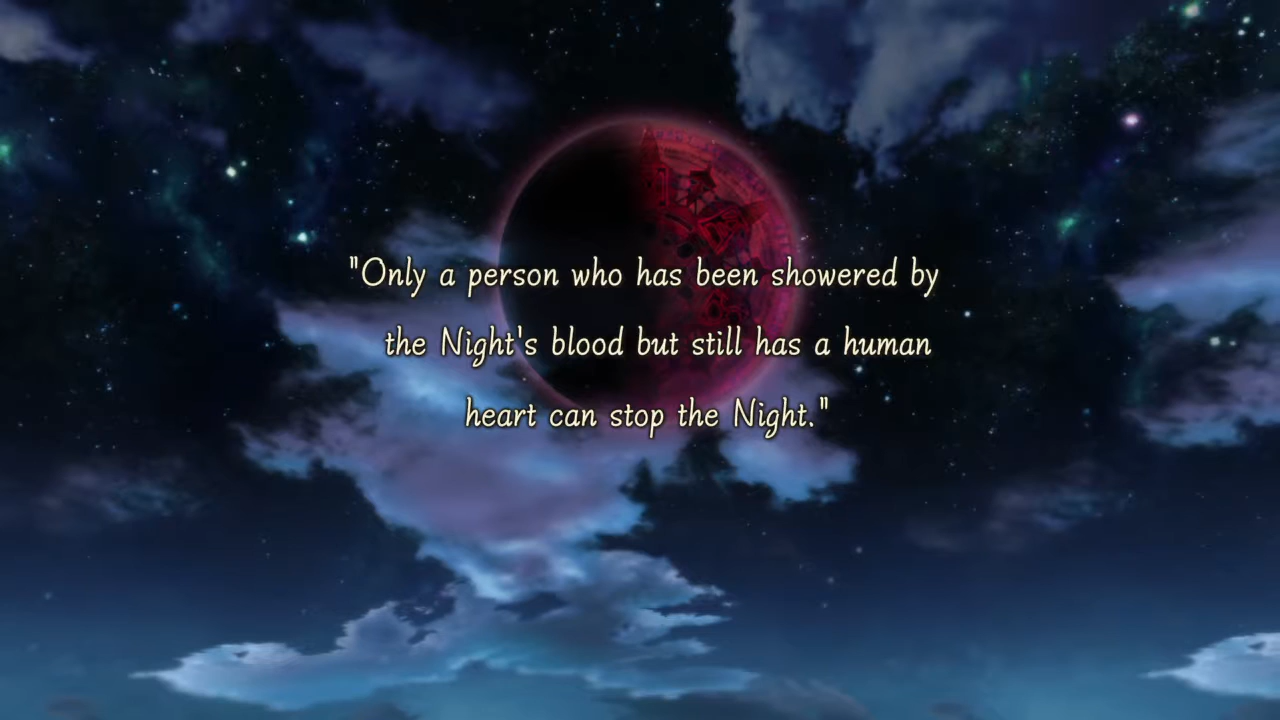 "Only a person who has been showered by
the Night's blood but still has a human
heart can stop the Night."